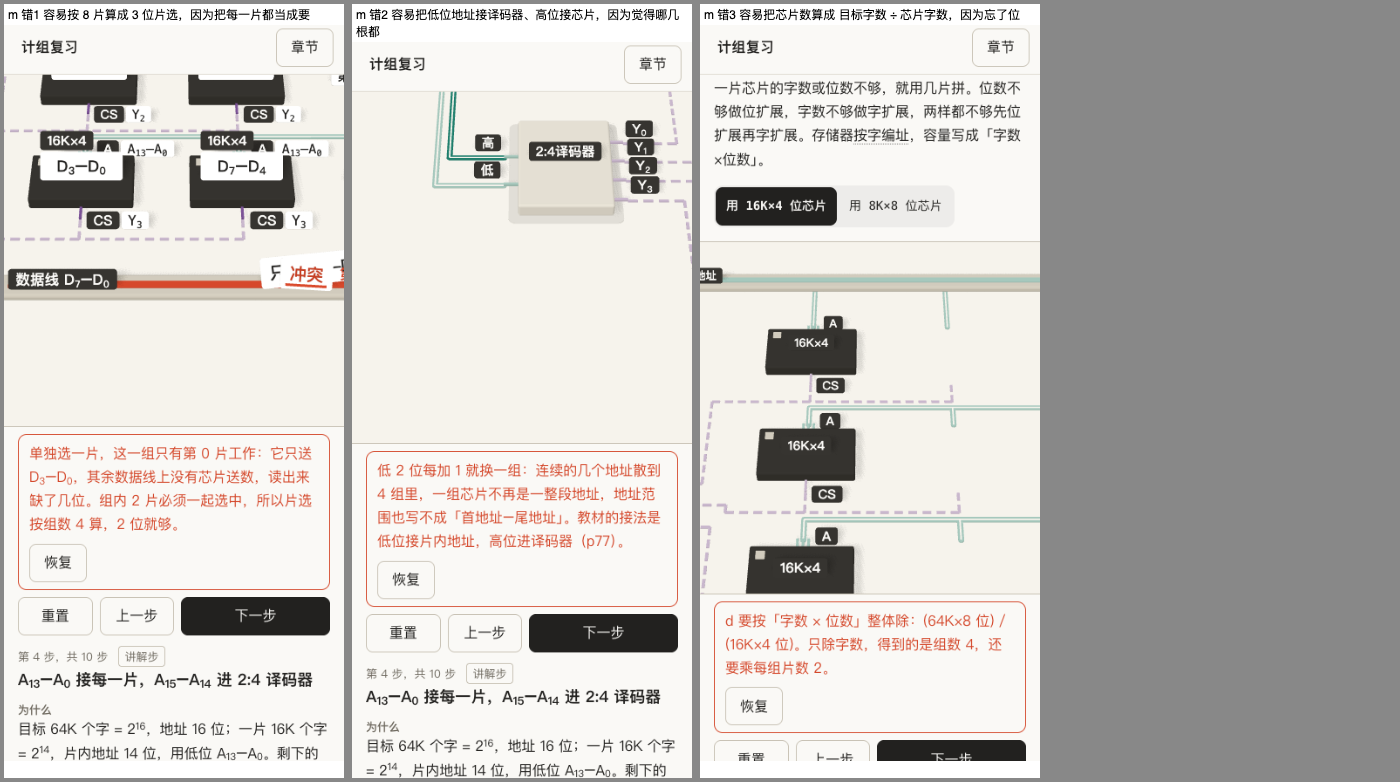 m 错1 容易按 8 片算成 3 位片选，因为把每一片都当成要
计组复习
章节
CS Y₂
CS Y₂
16K×4
16K×4
A A₁₃—A₀
A₁₃—A₀
D₃—D₀
D₇—D₄
CS Y₃
CS Y₃
数据线 D₇—D₀
冲突
单独选一片，这一组只有第 0 片工作：它只送
D₃—D₀，其余数据线上没有芯片送数，读出来
缺了几位。组内 2 片必须一起选中，所以片选
按组数 4 算，2 位就够。
恢复
重置
上一步
下一步
第 4 步，共 10 步
讲解步
A₁₃—A₀ 接每一片，A₁₅—A₁₄ 进 2:4 译码器
为什么
目标 64K 个字 = 2¹⁶，地址 16 位；一片 16K 个字
= 2¹⁴，片内地址 14 位，用低位 A₁₃—A₀。剩下的
m 错2 容易把低位地址接译码器、高位接芯片，因为觉得哪几
根都
计组复习
章节
高
低
2:4译码器
Y₀
Y₁
Y₂
Y₃
低 2 位每加 1 就换一组：连续的几个地址散到
4 组里，一组芯片不再是一整段地址，地址范
围也写不成「首地址—尾地址」。教材的接法是
低位接片内地址，高位进译码器（p77）。
恢复
重置
上一步
下一步
第 4 步，共 10 步
讲解步
A₁₃—A₀ 接每一片，A₁₅—A₁₄ 进 2:4 译码器
为什么
目标 64K 个字 = 2¹⁶，地址 16 位；一片 16K 个字
= 2¹⁴，片内地址 14 位，用低位 A₁₃—A₀。剩下的
m 错3 容易把芯片数算成 目标字数 ÷ 芯片字数，因为忘了位
计组复习
章节
一片芯片的字数或位数不够，就用几片拼。位数不
够做位扩展，字数不够做字扩展，两样都不够先位
扩展再字扩展。存储器按字编址，容量写成「字数
×位数」。
用 16K×4 位芯片
用 8K×8 位芯片
地址
A
16K×4
CS
A
16K×4
CS
A
16K×4
d 要按「字数 × 位数」整体除：(64K×8 位) /
(16K×4 位)。只除字数，得到的是组数 4，还
要乘每组片数 2。
恢复
重置
上一步
下一步